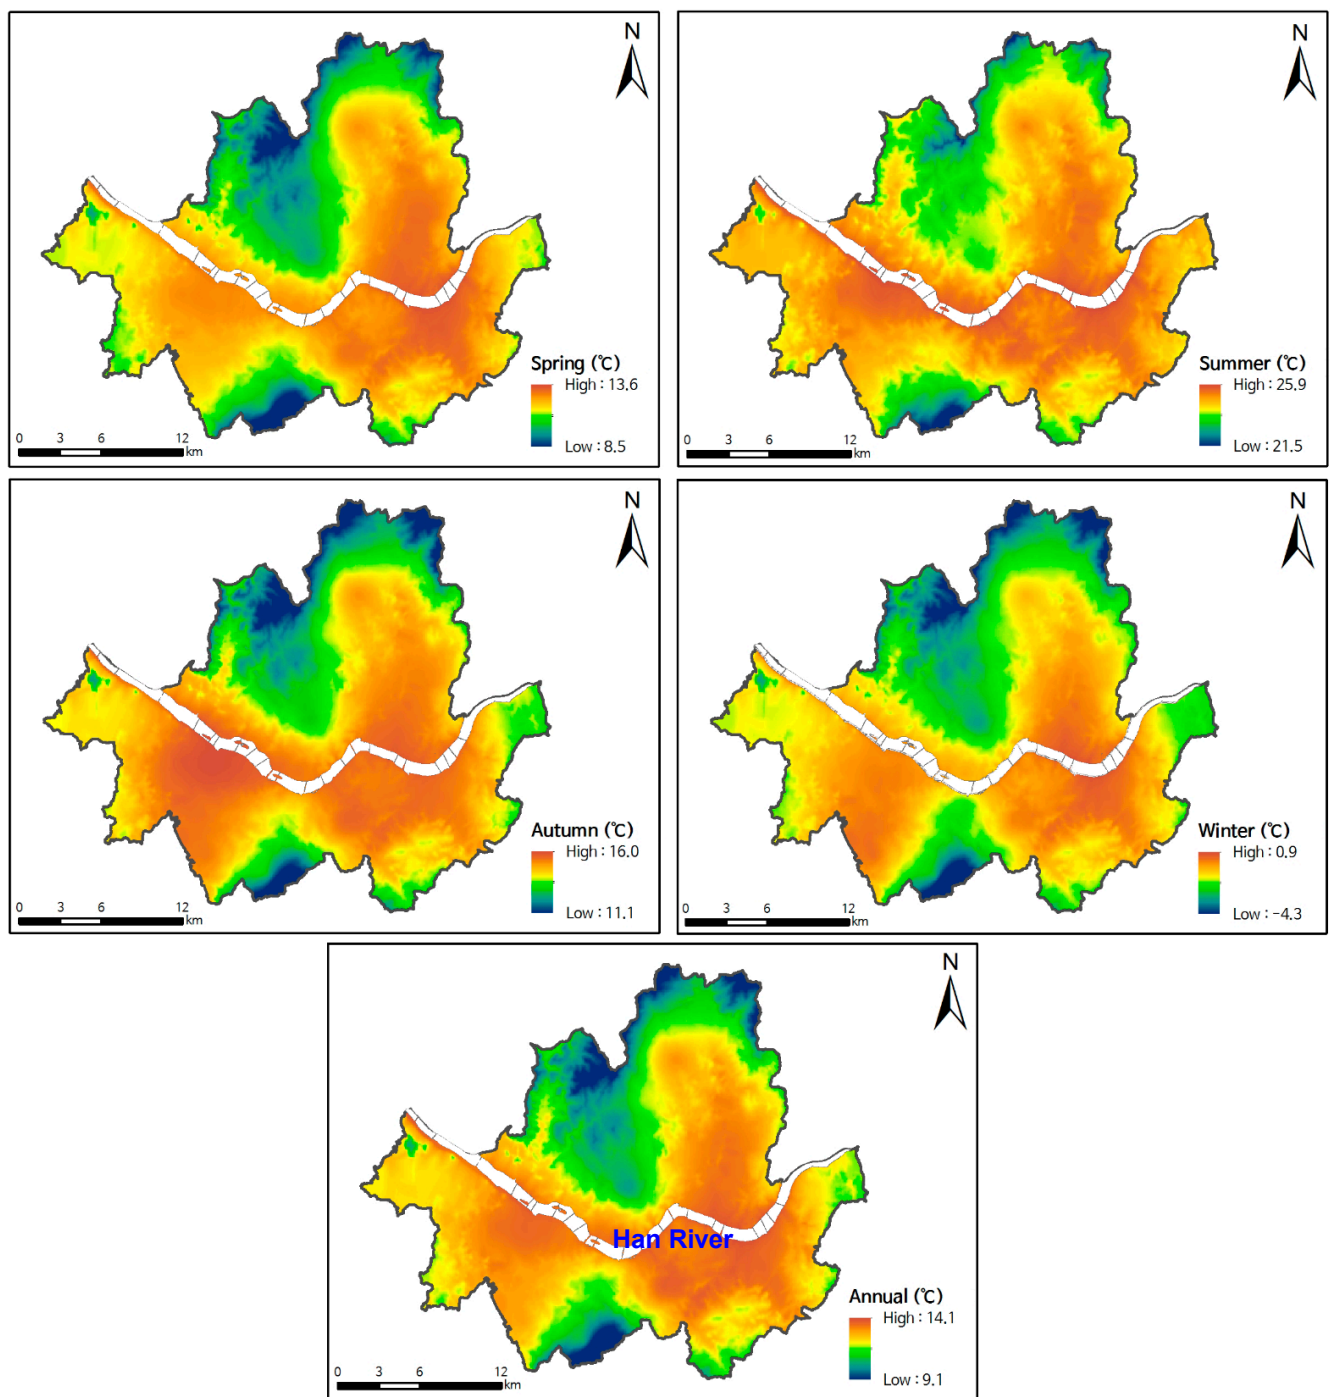 N
Spring (℃)
High : 13.6
Low : 8.5
0 3 6 12
km
N
Summer (℃)
High : 25.9
Low : 21.5
0 3 6 12
km
N
Autumn (℃)
High : 16.0
Low : 11.1
0 3 6 12
km
N
Winter (℃)
High : 0.9
Low : -4.3
0 3 6 12
km
N
Han River
Annual (℃)
High : 14.1
Low : 9.1
0 3 6 12
km